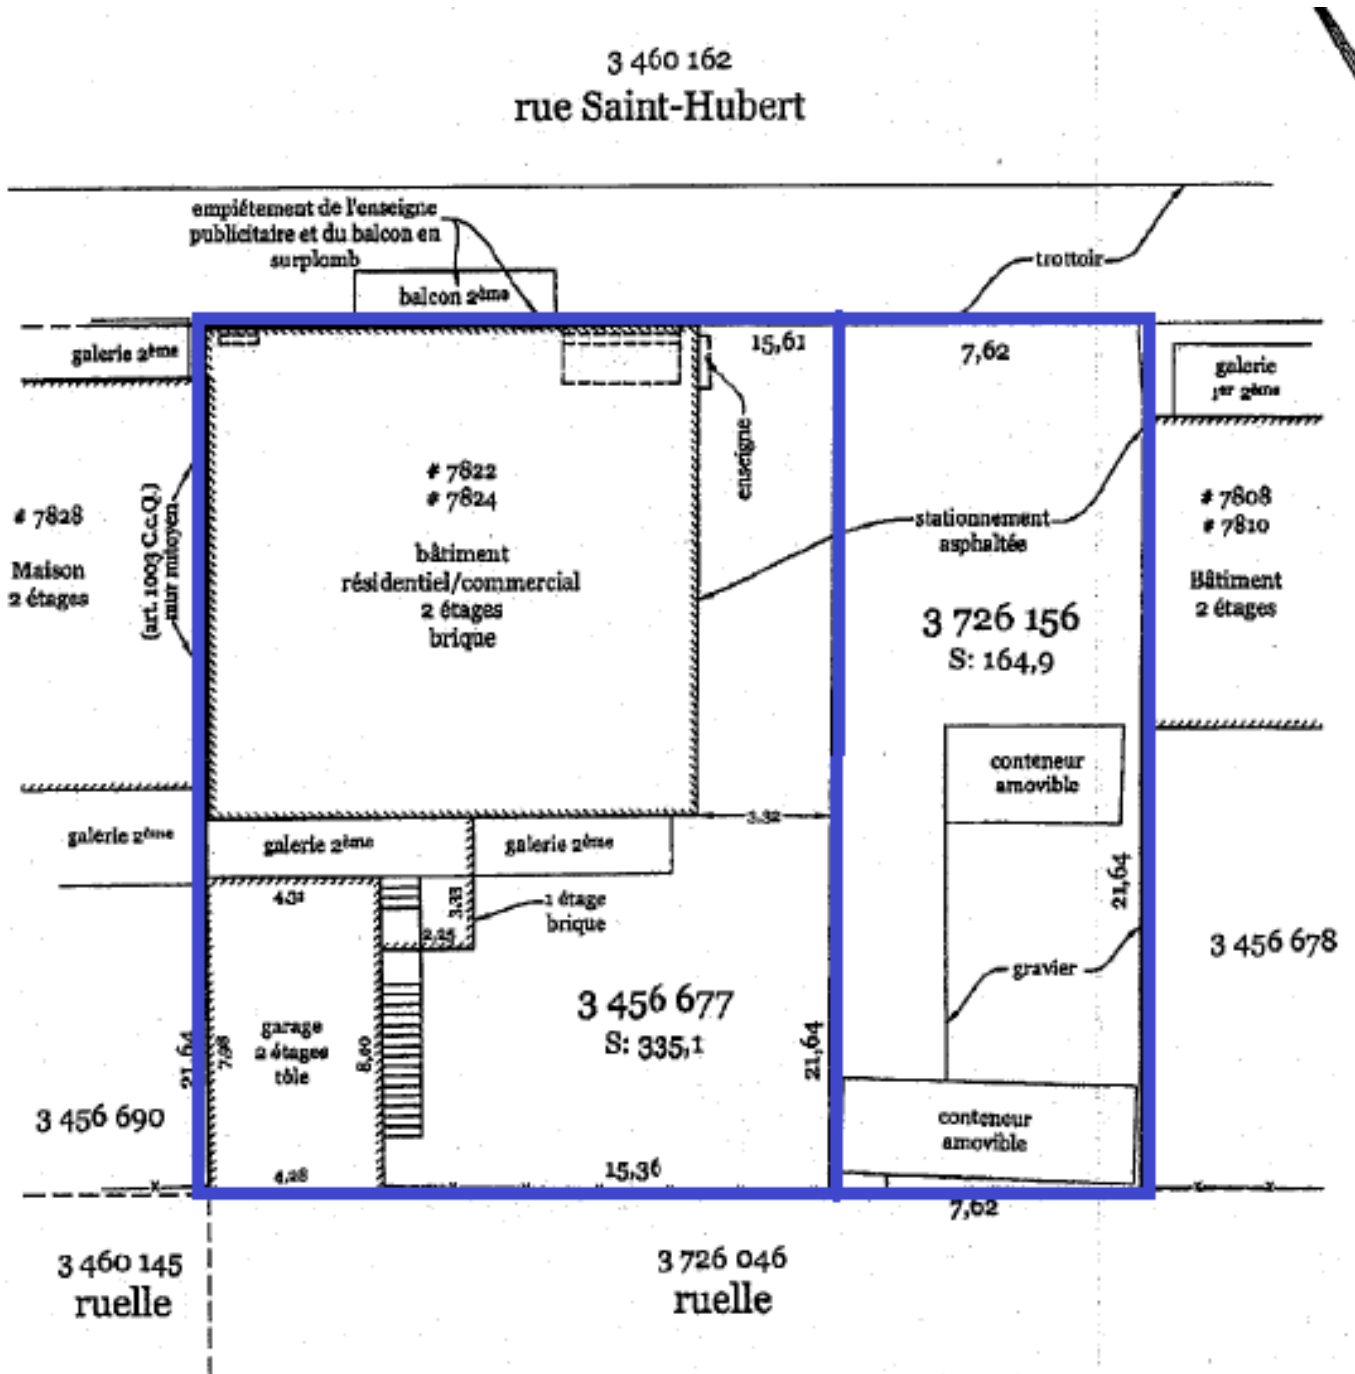 3 460 162
rue Saint-Hubert
empiétement de l'enseigne
publicitaire et du balcon en
surplomb
trottoir
balcon 2ème
galerie 2ème
15,61
7,62
galerie
1er 2ème
enseigne
# 7822
# 7824
bâtiment
résidentiel/commercial
2 étages
brique
# 7828
Maison
2 étages
(art. 1003 C.c.Q.)
mur mitoyen
stationnement
asphaltée
# 7808
# 7810
Bâtiment
2 étages
3 726 156
S: 164,9
conteneur
amovible
3,32
galerie 2ème
galerie 2ème
galerie 2ème
4,32
3,33
2,25
1 étage
brique
21,64
3 456 678
gravier
3 456 677
S: 335,1
garage
2 étages
tôle
21,64
7,98
8,00
21,64
3 456 690
conteneur
amovible
4,28
15,36
7,62
3 460 145
ruelle
3 726 046
ruelle